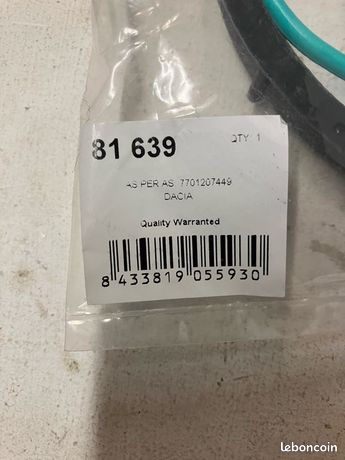 81 639
QTY: 1
AS PER AS: 7701207449
DACIA
Quality Warranted
8 433819 055930
leboncoin